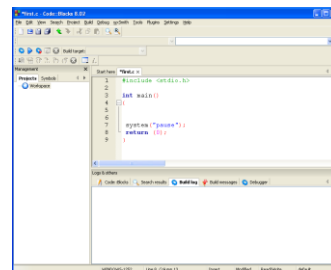 *first.c - Code::Blocks 8.02
File Edit View Search Project Build Debug wxSmith Tools Plugins Settings Help
Build target:
Management
Projects Symbols
Workspace
Start here *first.c
1 #include <stdio.h>
2
3 int main()
4 {
5
6
7 system("pause");
8 return (0);
9 }
Logs & others
Code::Blocks Search results Build log Build messages Debugger
default